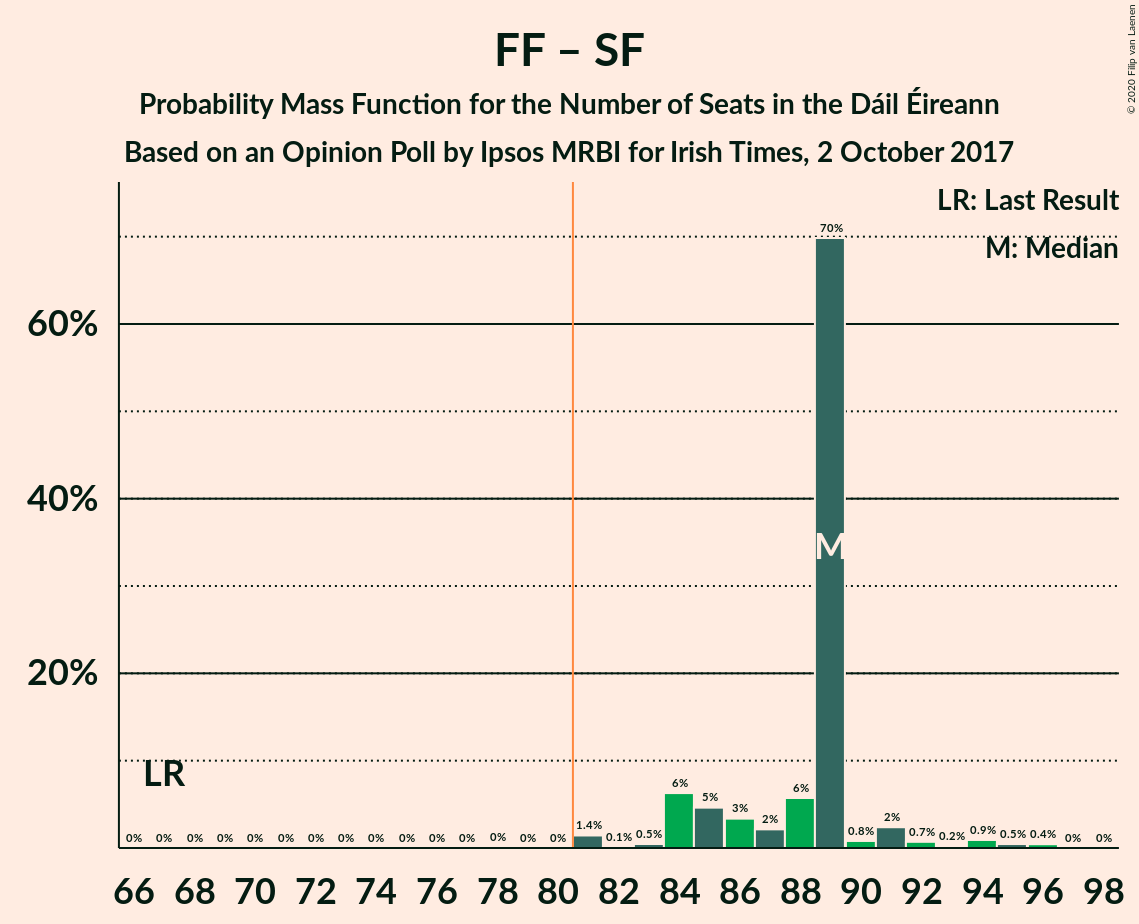 FF – SF
Probability Mass Function for the Number of Seats in the Dáil Éireann
Based on an Opinion Poll by Ipsos MRBI for Irish Times, 2 October 2017
© 2020 Filip van Laenen
LR: Last Result
M: Median
60%
40%
20%
LR
M
0% 0% 0% 0% 0% 0% 0% 0% 0% 0% 0% 0% 0% 0% 0% 1.4% 0.1% 0.5% 6% 5% 3% 2% 6% 70% 0.8% 2% 0.7% 0.2% 0.9% 0.5% 0.4% 0% 0%
66 68 70 72 74 76 78 80 82 84 86 88 90 92 94 96 98